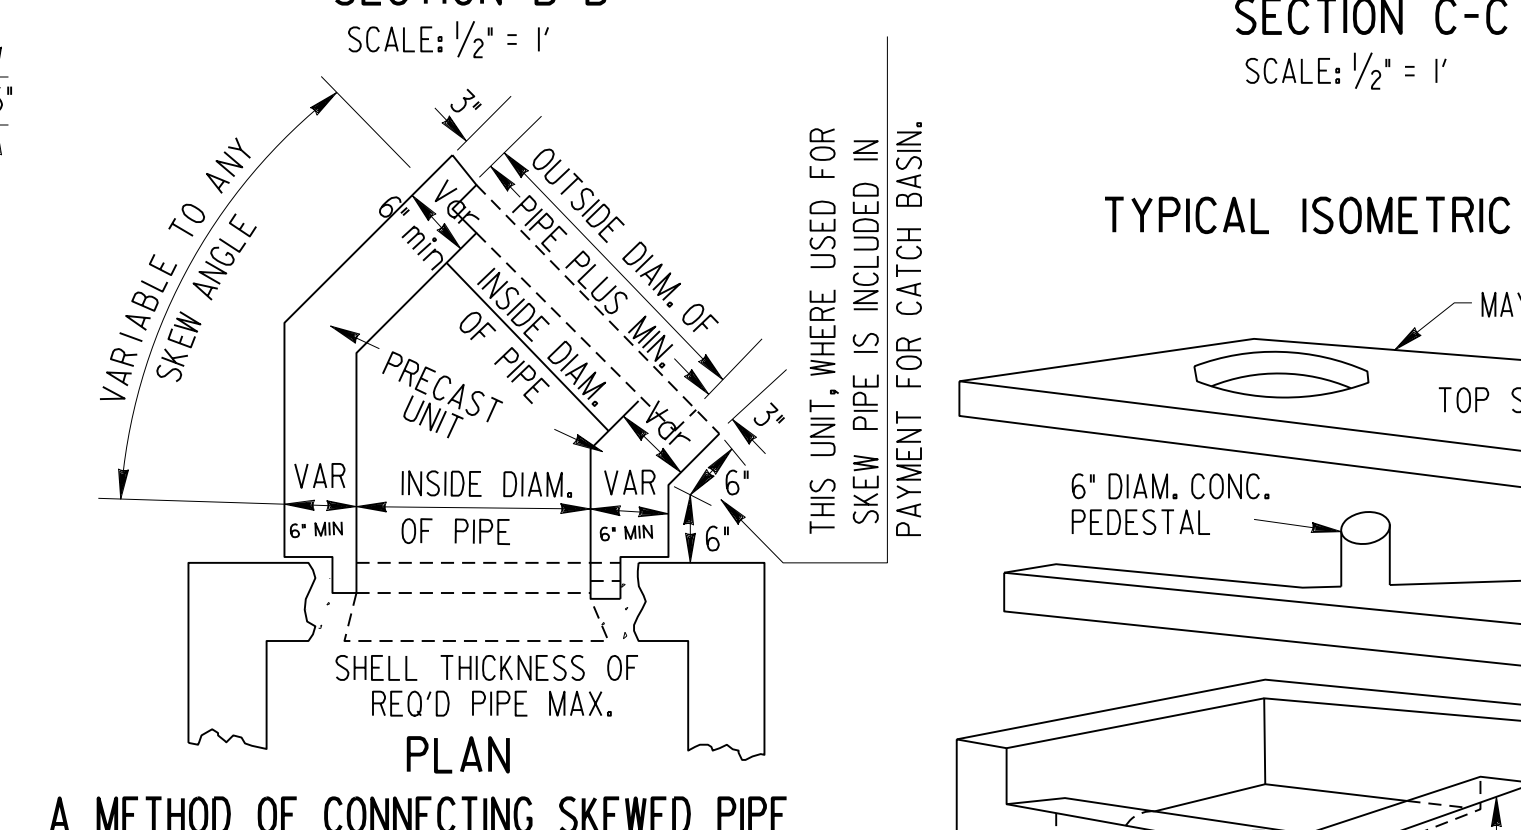 SCALE: 1/2" = 1'
3"
VARIABLE TO ANY
SKEW ANGLE
Var
6" min
OUTSIDE DIAM. OF
PIPE PLUS MIN.
INSIDE DIAM.
OF PIPE
PRECAST
UNIT
Var
3"
6"
6"
VAR
6" MIN
INSIDE DIAM.
OF PIPE
VAR
6" MIN
SHELL THICKNESS OF
REQ'D PIPE MAX.
PLAN
A METHOD OF CONNECTING SKEWED PIPE
THIS UNIT, WHERE USED FOR
SKEW PIPE IS INCLUDED IN
PAYMENT FOR CATCH BASIN.
SECTION C-C
SCALE: 1/2" = 1'
TYPICAL ISOMETRIC
MAY
TOP S
6" DIAM. CONC.
PEDESTAL